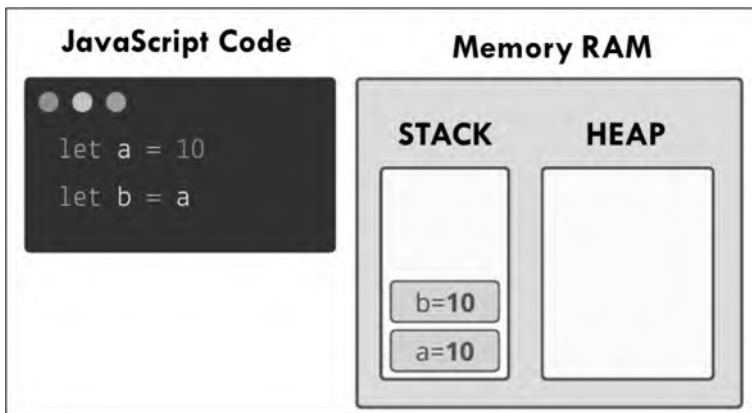 JavaScript Code
let a = 10
let b = a
Memory RAM
STACK
HEAP
b=10
a=10